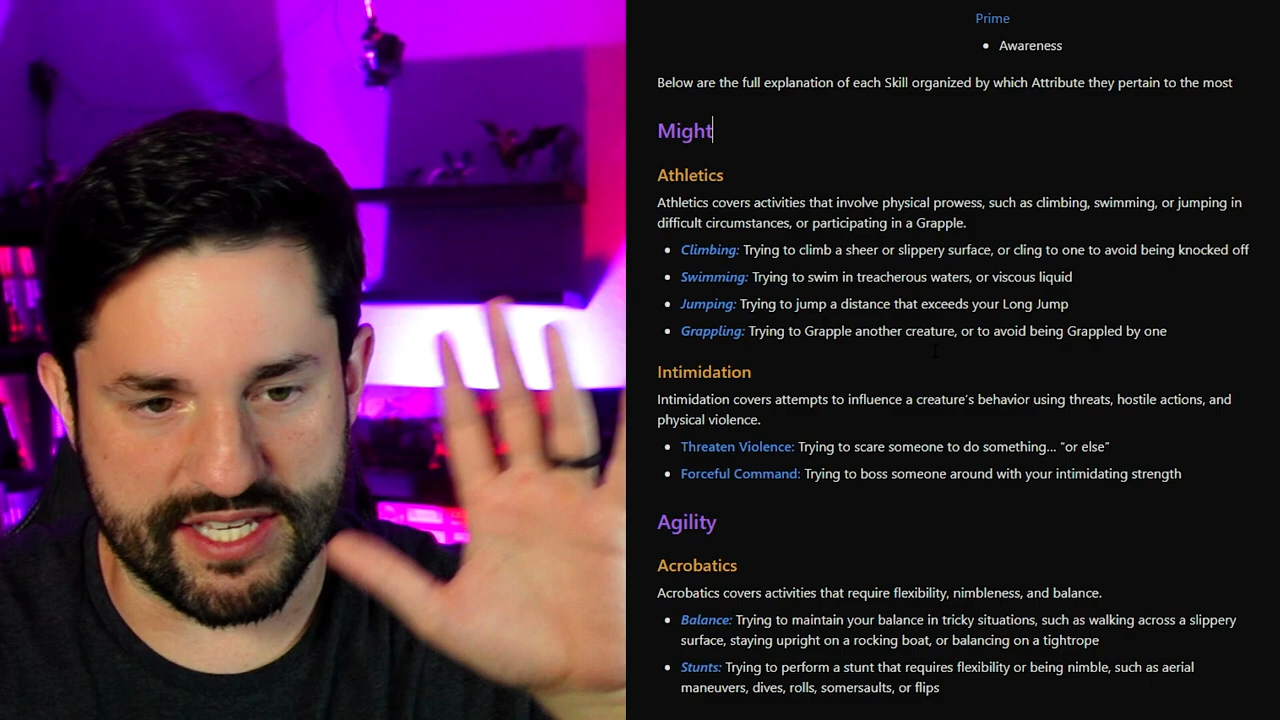 Prime
Awareness
Below are the full explanation of each Skill organized by which Attribute they pertain to the most
Might
Athletics
Athletics covers activities that involve physical prowess, such as climbing, swimming, or jumping in
difficult circumstances, or participating in a Grapple.
Climbing: Trying to climb a sheer or slippery surface, or cling to one to avoid being knocked off
Swimming: Trying to swim in treacherous waters, or viscous liquid
Jumping: Trying to jump a distance that exceeds your Long Jump
Grappling: Trying to Grapple another creature, or to avoid being Grappled by one
Intimidation
Intimidation covers attempts to influence a creature's behavior using threats, hostile actions, and
physical violence.
Threaten Violence: Trying to scare someone to do something... "or else"
Forceful Command: Trying to boss someone around with your intimidating strength
Agility
Acrobatics
Acrobatics covers activities that require flexibility, nimbleness, and balance.
Balance: Trying to maintain your balance in tricky situations, such as walking across a slippery
surface, staying upright on a rocking boat, or balancing on a tightrope
Stunts: Trying to perform a stunt that requires flexibility or being nimble, such as aerial
maneuvers, dives, rolls, somersaults, or flips